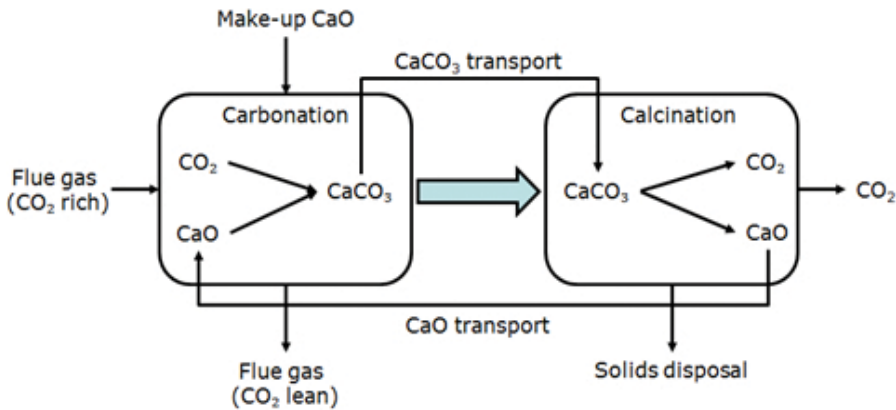 Make-up CaO
CaCO₃ transport
Carbonation
Calcination
CO₂
CO₂
Flue gas
(CO₂ rich)
CaCO₃
CaCO₃
CO₂
CaO
CaO
CaO transport
Flue gas
(CO₂ lean)
Solids disposal